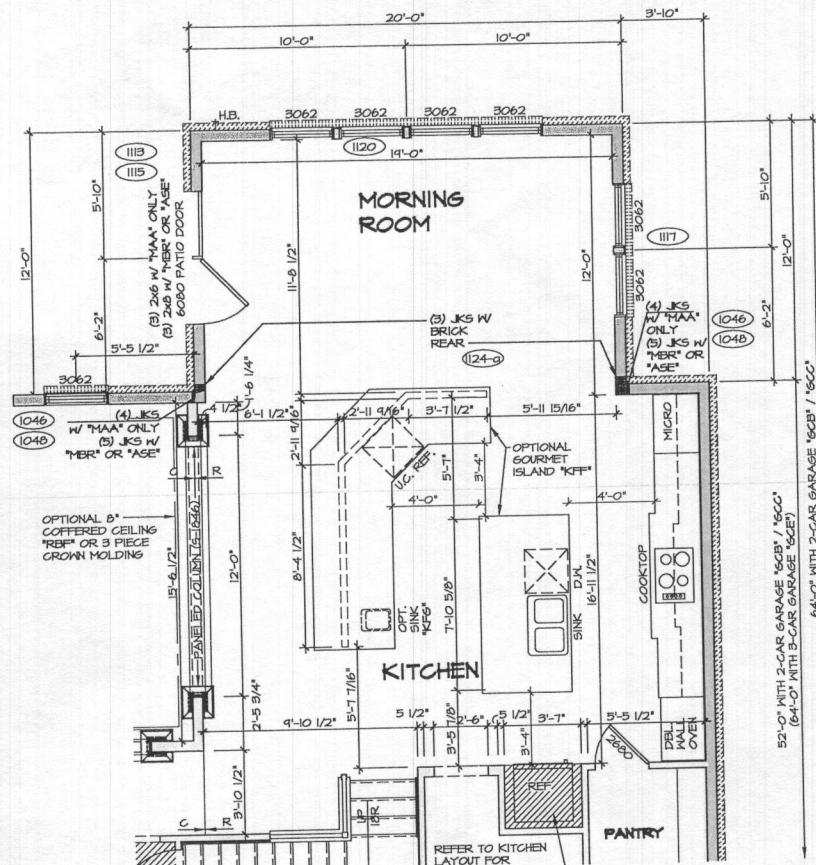 20'-0"
3'-10"
10'-0"
10'-0"
H.B.
3062
3062
3062
3062
1113
1115
1120
19'-0"
5'-10"
12'-0"
6'-2"
(3) 2x6 W/ "MAA" ONLY
(3) 2x8 W/ "MBR" OR "ASE"
6080 PATIO DOOR
MORNING
ROOM
11'-8 1/2"
12'-0"
3062
3062
1117
5'-10"
12'-0"
6'-2"
(3) JKS W/
BRICK
REAR
1124-a
(4) JKS
W/ "MAA"
ONLY
(5) JKS W/
"MBR" OR
"ASE"
1046
1048
5'-5 1/2"
3062
1046
1048
(4) JKS
W/ "MAA" ONLY
(5) JKS W/
"MBR" OR "ASE"
1'-6 1/4"
4 1/2"
6'-1 1/2"
2'-11 9/16"
3'-7 1/2"
5'-11 15/16"
2'-11 9/16"
U.C. REF.
3'-4"
5'-7"
OPTIONAL
GOURMET
ISLAND "KFF"
MICRO
C
R
4'-0"
4'-0"
OPTIONAL 8"
COFFERED CEILING
"RBF" OR 3 PIECE
CROWN MOLDING
15'-6 1/2"
PANELED COLUMN (S-1846)
12'-0"
8'-4 1/2"
OPT.
SINK
"KFG"
7'-10 5/8"
D.W.
SINK
16'-11 1/2"
COOKTOP
KITCHEN
52'-0" WITH 2-CAR GARAGE "GCB" / "GCC"
(64'-0" WITH 3-CAR GARAGE "GCE")
64'-0" WITH 2-CAR GARAGE "GCB" / "GCC"
2'-5 3/4"
9'-10 1/2"
5'-7 7/16"
5 1/2"
3'-5 7/8"
2'-6"
5 1/2"
3'-4"
3'-7"
5'-5 1/2"
DBL
WALL
OVEN
2680
3'-10 1/2"
C
R
UP
18R
REF.
PANTRY
REFER TO KITCHEN
LAYOUT FOR